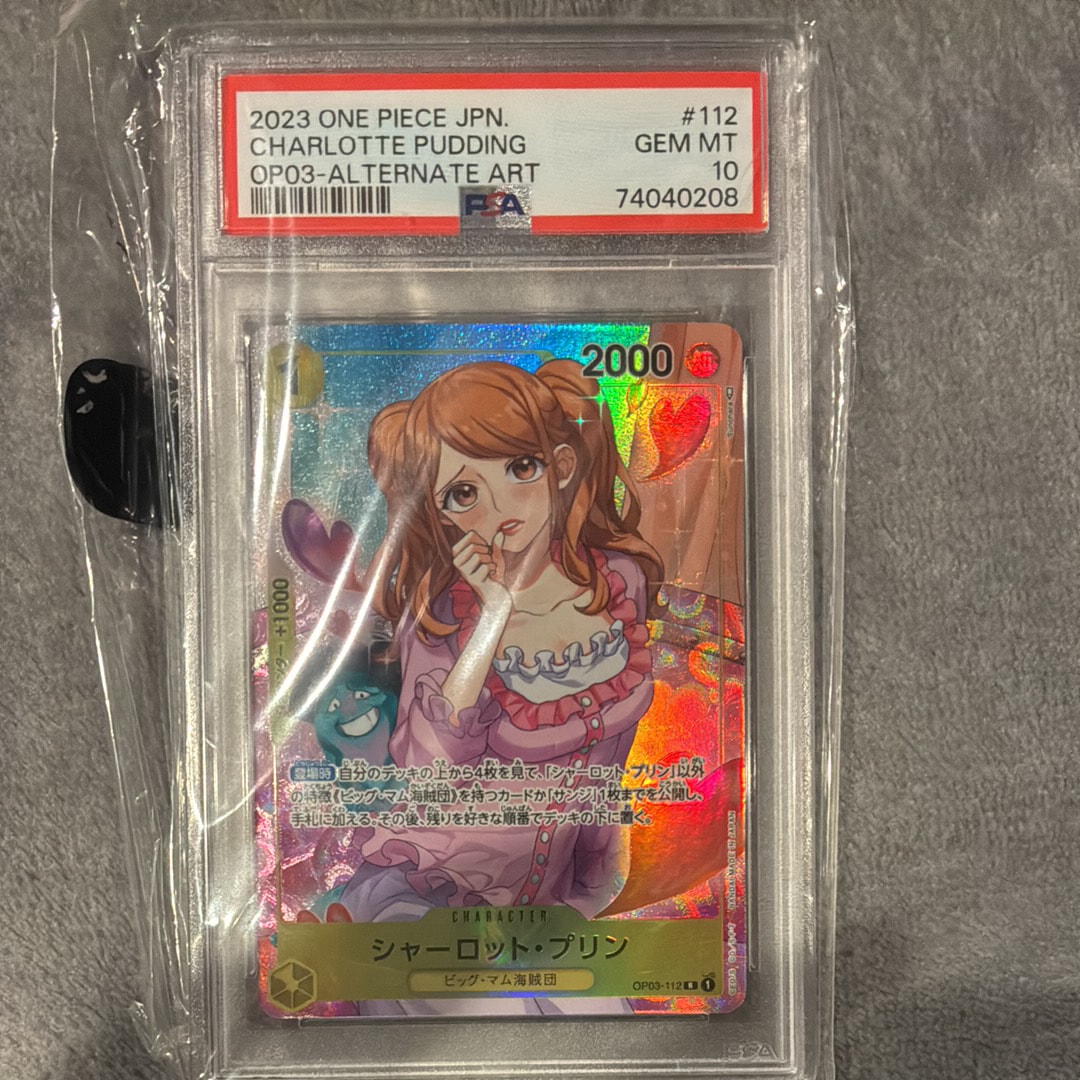 2023 ONE PIECE JPN. #112
CHARLOTTE PUDDING GEM MT
OP03-ALTERNATE ART 10
PSA 74040208
1
2000
+1000
登場時 自分のデッキの上から4枚を見て、「シャーロット・プリン」以外
の特徴《ビッグ・マム海賊団》を持つカードか「サンジ」1枚までを公開し、
手札に加える。その後、残りを好きな順番でデッキの下に置く。
CHARACTER
シャーロット・プリン
ビッグ・マム海賊団
OP03-112 R 1